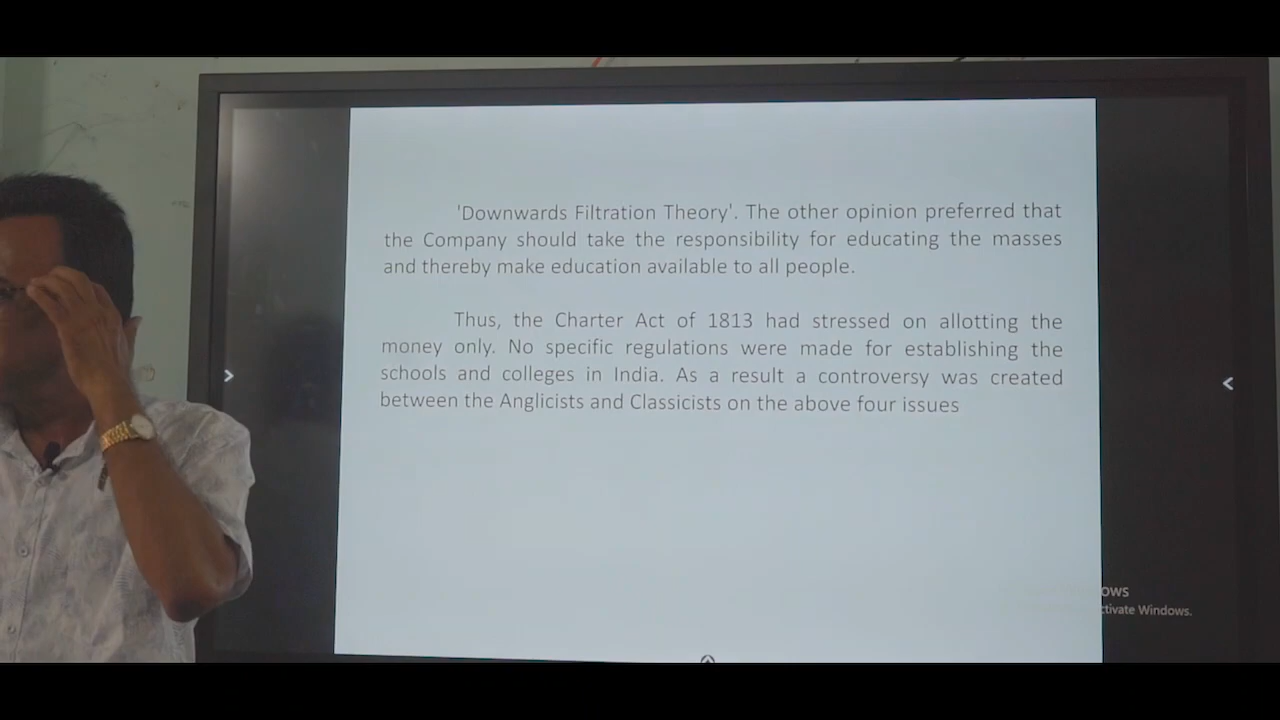 'Downwards Filtration Theory'. The other opinion preferred that
the Company should take the responsibility for educating the masses
and thereby make education available to all people.
Thus, the Charter Act of 1813 had stressed on allotting the
money only. No specific regulations were made for establishing the
schools and colleges in India. As a result a controversy was created
between the Anglicists and Classicists on the above four issues
Windows.